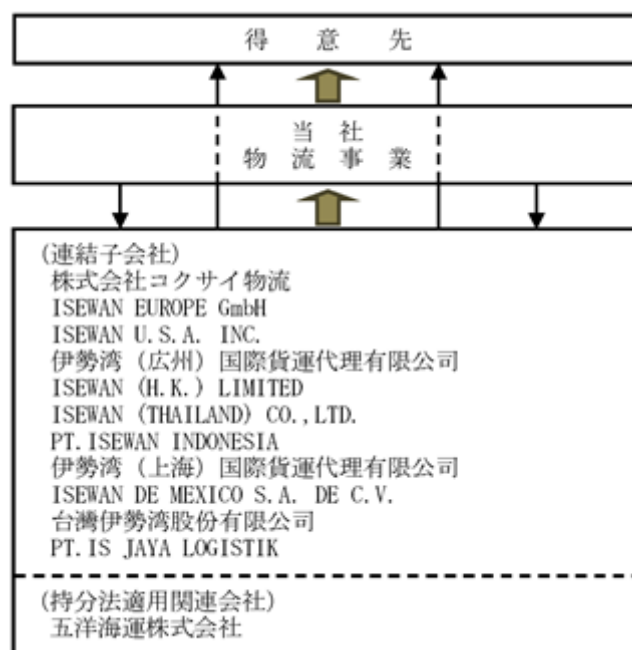 得 意 先
当 社
物 流 事 業
(連結子会社)
株式会社コクサイ物流
ISEWAN EUROPE GmbH
ISEWAN U.S.A. INC.
伊勢湾（広州）国際貨運代理有限公司
ISEWAN (H.K.) LIMITED
ISEWAN (THAILAND) CO.,LTD.
PT.ISEWAN INDONESIA
伊勢湾（上海）国際貨運代理有限公司
ISEWAN DE MEXICO S.A. DE C.V.
台灣伊勢湾股份有限公司
PT.IS JAYA LOGISTIK
(持分法適用関連会社)
五洋海運株式会社